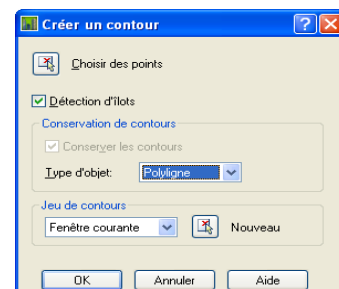 Créer un contour
Choisir des points
Détection d'îlots
Conservation de contours
Conserver les contours
Type d'objet: Polyligne
Jeu de contours
Fenêtre courante Nouveau
OK Annuler Aide